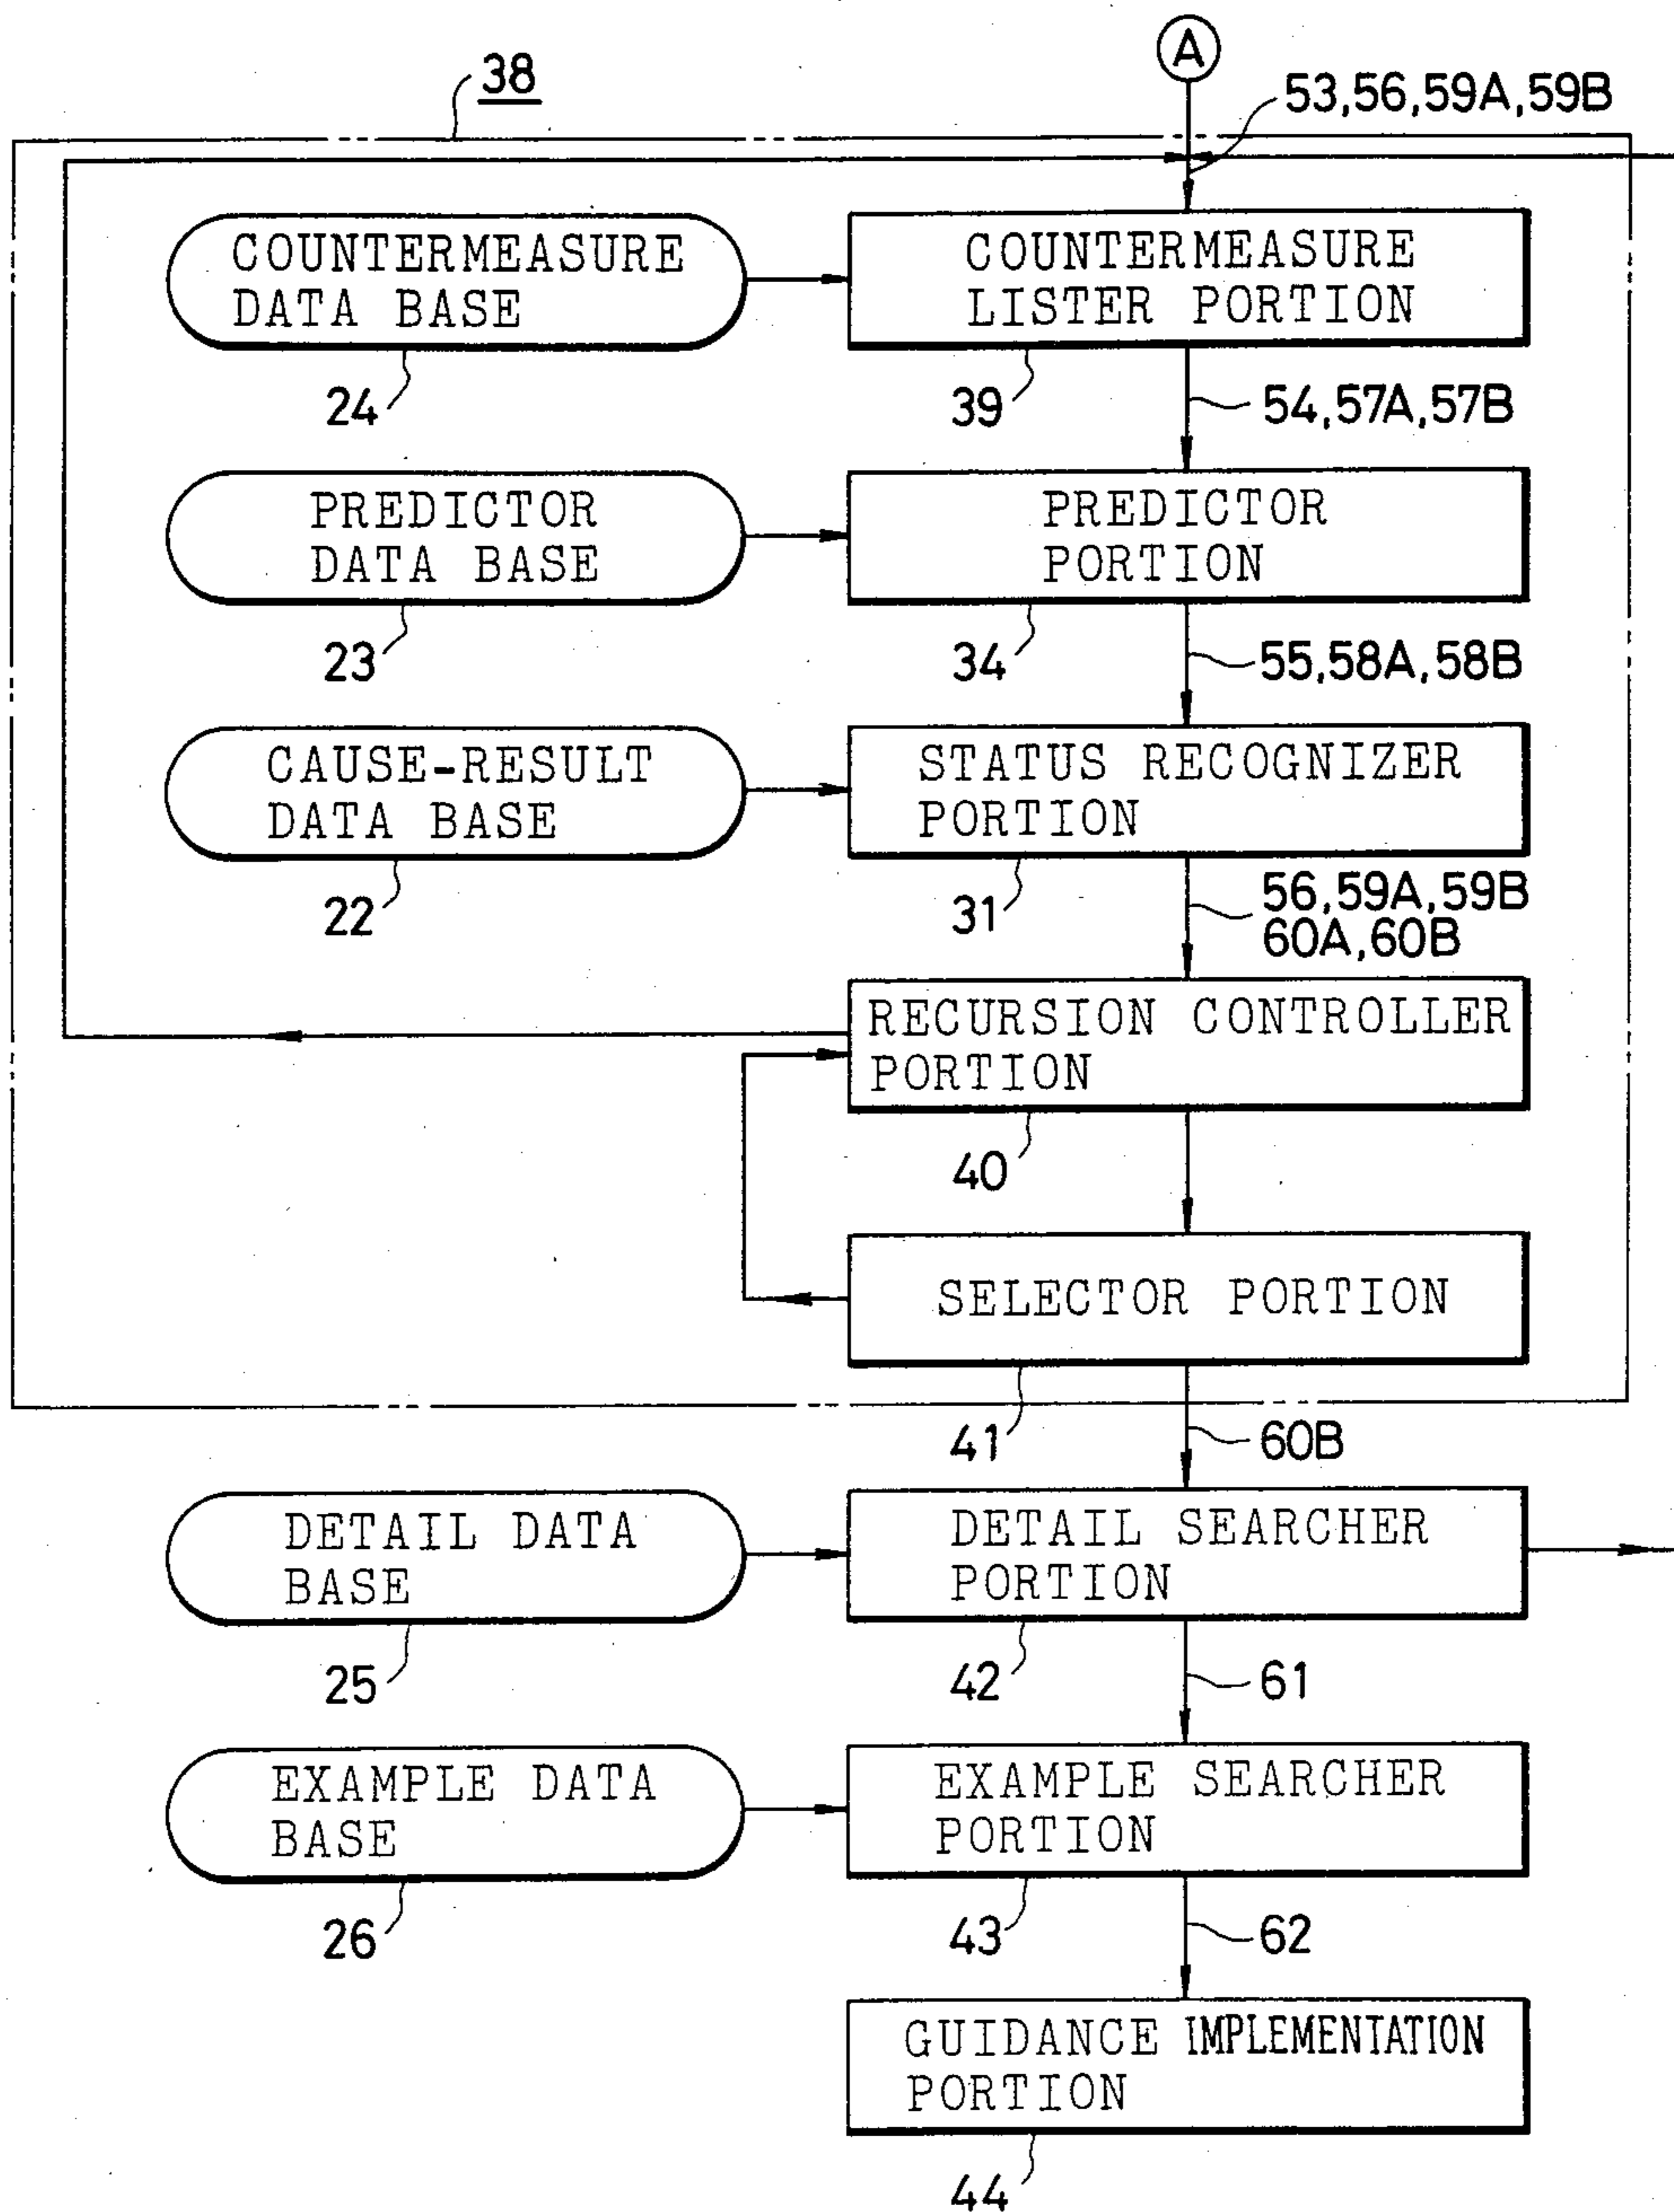 A
38
53,56,59A,59B
COUNTERMEASURE
DATA BASE
24
COUNTERMEASURE
LISTER PORTION
39
54,57A,57B
PREDICTOR
DATA BASE
23
PREDICTOR
PORTION
34
55,58A,58B
CAUSE-RESULT
DATA BASE
22
STATUS RECOGNIZER
PORTION
31
56,59A,59B
60A,60B
RECURSION CONTROLLER
PORTION
40
SELECTOR PORTION
41
60B
DETAIL DATA
BASE
25
DETAIL SEARCHER
PORTION
42
61
EXAMPLE DATA
BASE
26
EXAMPLE SEARCHER
PORTION
43
62
GUIDANCE IMPLEMENTATION
PORTION
44